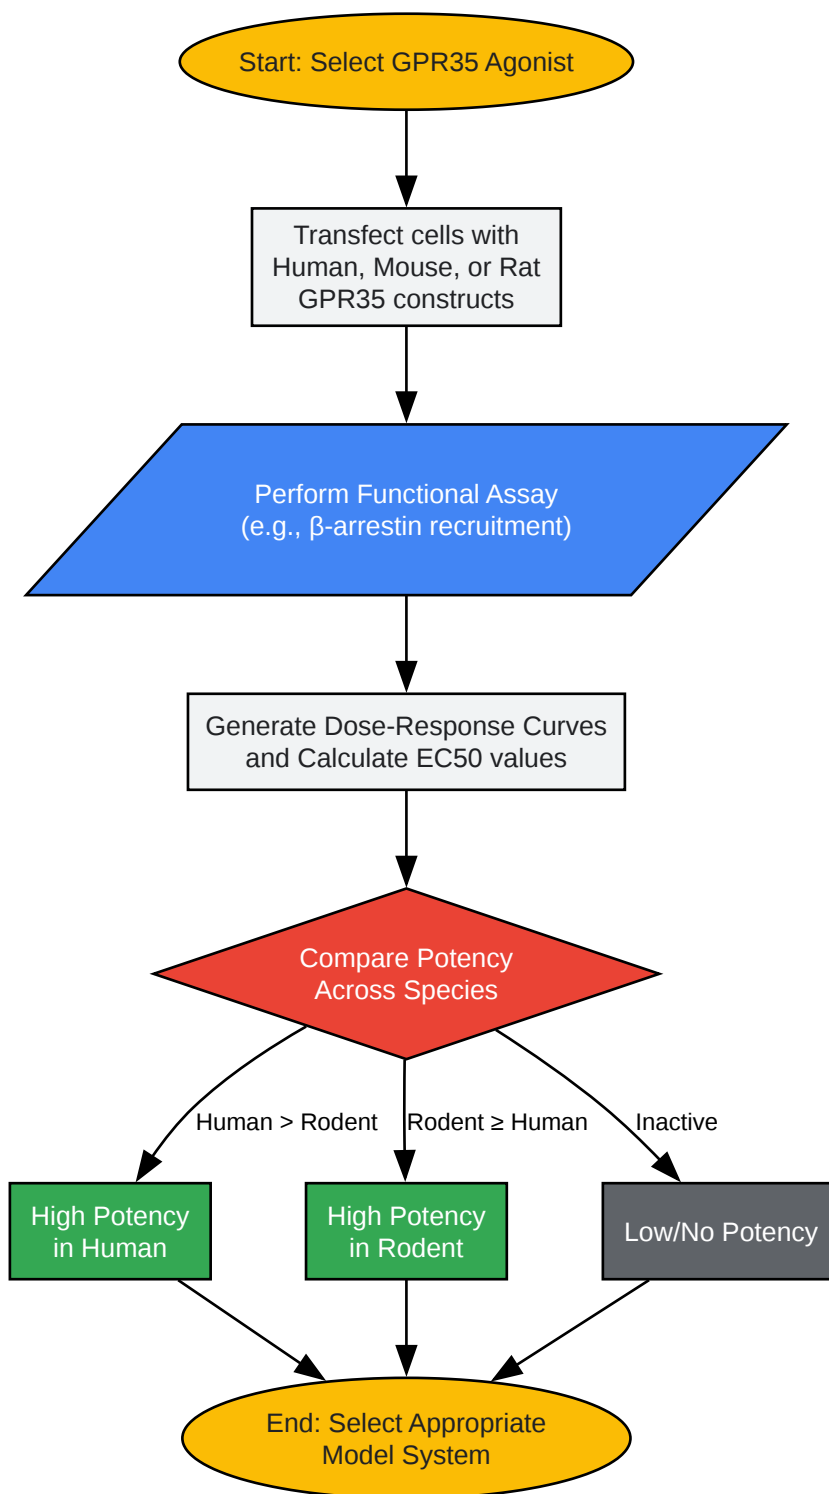 Start: Select GPR35 Agonist
Transfect cells with
Human, Mouse, or Rat
GPR35 constructs
Perform Functional Assay
(e.g., β-arrestin recruitment)
Generate Dose-Response Curves
and Calculate EC50 values
Compare Potency
Across Species
Human > Rodent
Rodent ≥ Human
Inactive
High Potency
in Human
High Potency
in Rodent
Low/No Potency
End: Select Appropriate
Model System